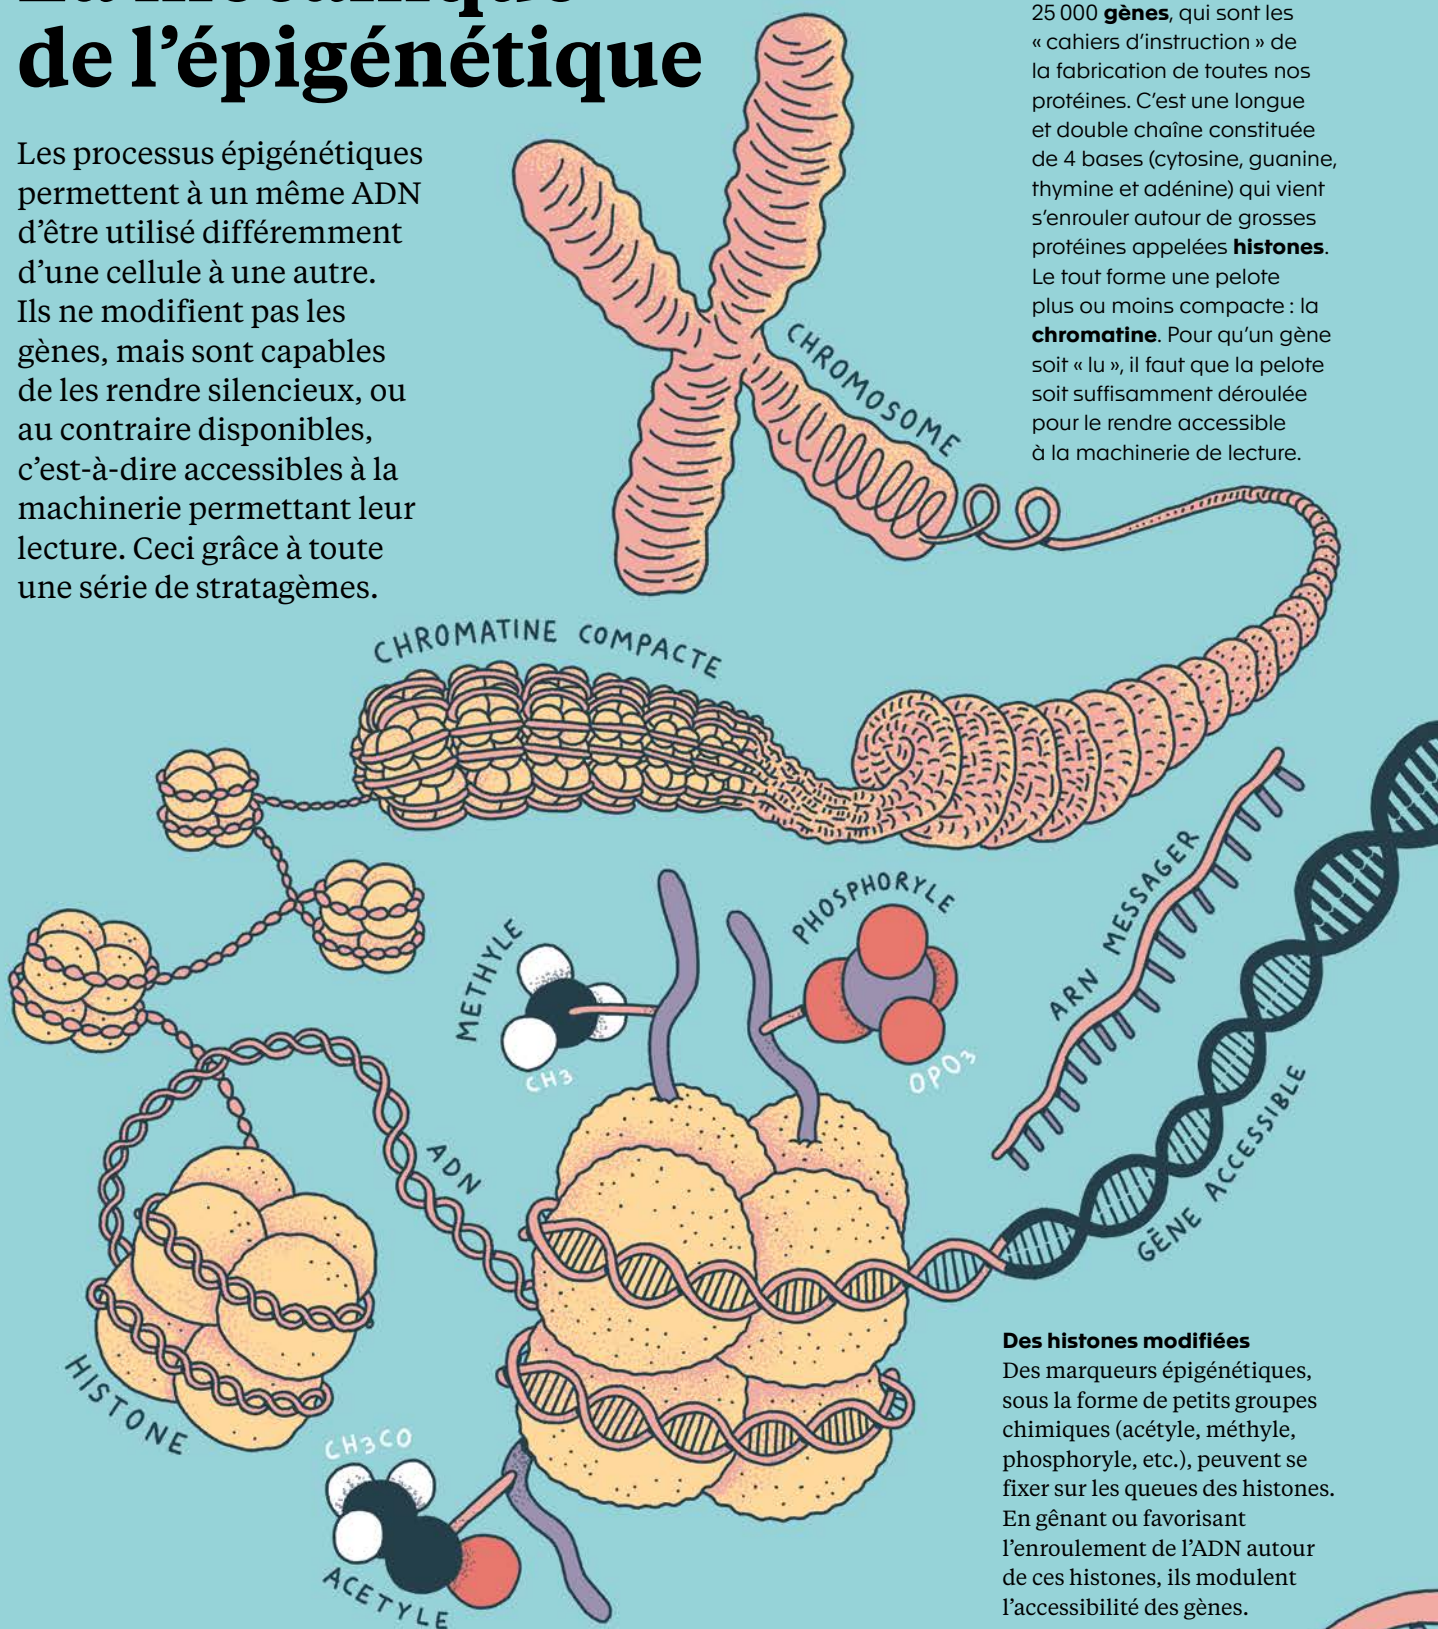 de l'épigénétique
Les processus épigénétiques
permettent à un même ADN
d'être utilisé différemment
d'une cellule à une autre.
Ils ne modifient pas les
gènes, mais sont capables
de les rendre silencieux, ou
au contraire disponibles,
c'est-à-dire accessibles à la
machinerie permettant leur
lecture. Ceci grâce à toute
une série de stratagèmes.
25 000 gènes, qui sont les
« cahiers d'instruction » de
la fabrication de toutes nos
protéines. C'est une longue
et double chaîne constituée
de 4 bases (cytosine, guanine,
thymine et adénine) qui vient
s'enrouler autour de grosses
protéines appelées histones.
Le tout forme une pelote
plus ou moins compacte : la
chromatine. Pour qu'un gène
soit « lu », il faut que la pelote
soit suffisamment déroulée
pour le rendre accessible
à la machinerie de lecture.
CHROMOSOME
CHROMATINE COMPACTE
METHYLE
CH3
PHOSPHORYLE
OPO3
ARN MESSAGER
GÈNE ACCESSIBLE
ADN
HISTONE
CH3CO
ACETYLE
Des histones modifiées
Des marqueurs épigénétiques,
sous la forme de petits groupes
chimiques (acétyle, méthyle,
phosphoryle, etc.), peuvent se
fixer sur les queues des histones.
En gênant ou favorisant
l'enroulement de l'ADN autour
de ces histones, ils modulent
l'accessibilité des gènes.